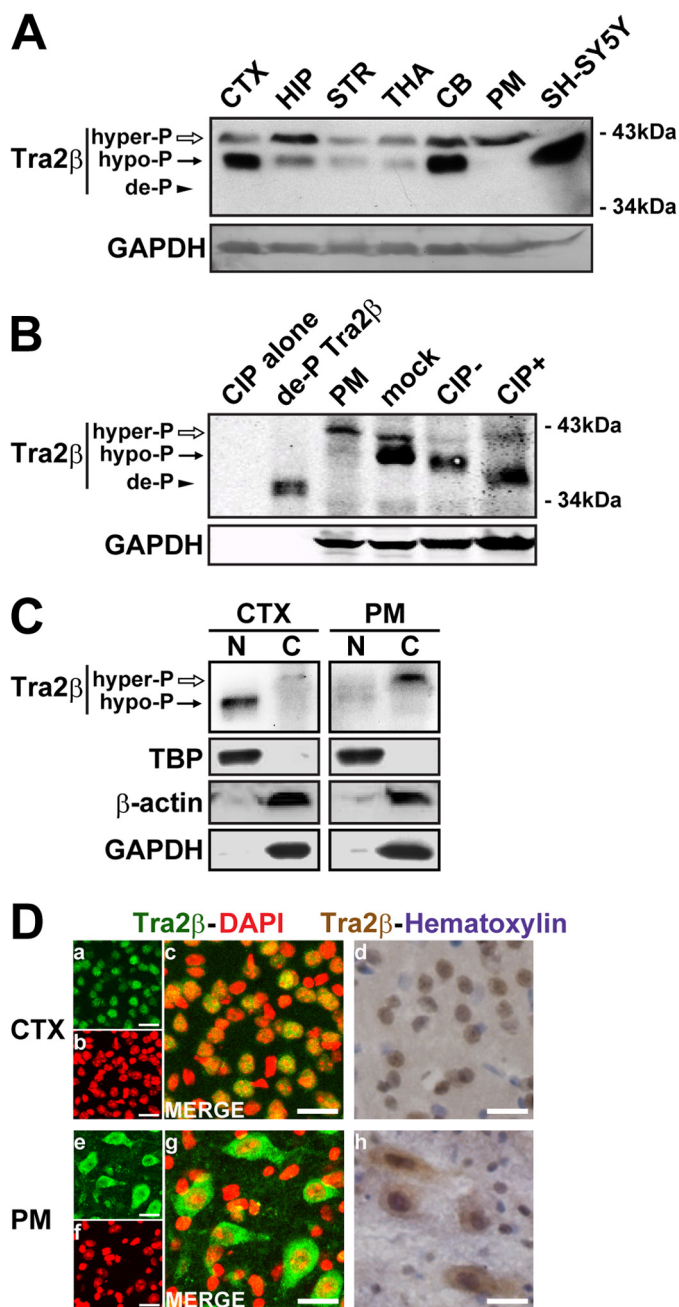 A
CTX HIP STR THA CB PM SH-SY5Y
Tra2β
hyper-P
hypo-P
de-P
- 43kDa
- 34kDa
GAPDH
B
CIP alone de-P Tra2β PM mock CIP- CIP+
Tra2β
hyper-P
hypo-P
de-P
- 43kDa
- 34kDa
GAPDH
C
CTX PM
N C N C
Tra2β
hyper-P
hypo-P
TBP
β-actin
GAPDH
D
Tra2β-DAPI Tra2β-Hematoxylin
CTX
a
b
c
MERGE
d
PM
e
f
g
MERGE
h